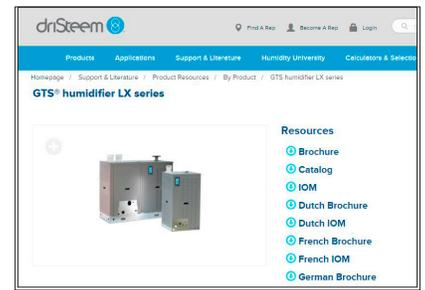 driSteem
Find A Rep Become A Rep Login
Products Applications Support & Literature Humidity University Calculators & Selectio
Homepage / Support & Literature / Product Resources / By Product / GTS humidifier LX series
GTS® humidifier LX series
Resources
Brochure
Catalog
IOM
Dutch Brochure
Dutch IOM
French Brochure
French IOM
German Brochure